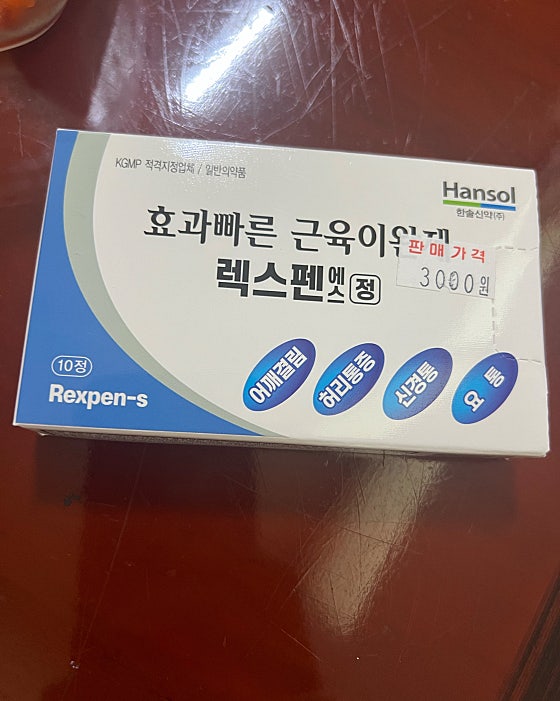 KGMP 적격지정업체 / 일반의약품
Hansol
한솔신약(주)
효과빠른 근육이완제
판매가격
3000원
렉스펜에스정
어깨결림
허리통증
신경통
요통
10정
Rexpen-s